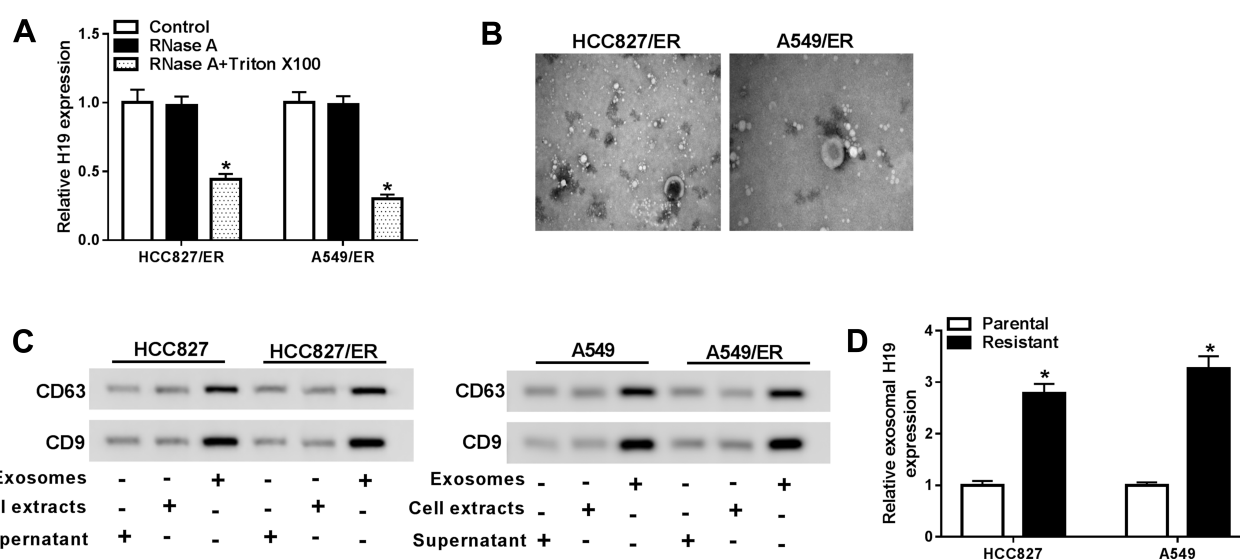 A
Control
RNase A
RNase A+Triton X100
Relative H19 expression
1.5
1.0
0.5
0.0
*
*
HCC827/ER
A549/ER
B
HCC827/ER
A549/ER
C
HCC827
HCC827/ER
CD63
CD9
Exosomes - - + - - +
l extracts - + - - + -
pernatant + - - + - -
A549
A549/ER
CD63
CD9
Exosomes - - + - - +
Cell extracts - + - - + -
Supernatant + - - + - -
D
Parental
Resistant
Relative exosomal H19
expression
4
3
2
1
0
*
*
HCC827
A549